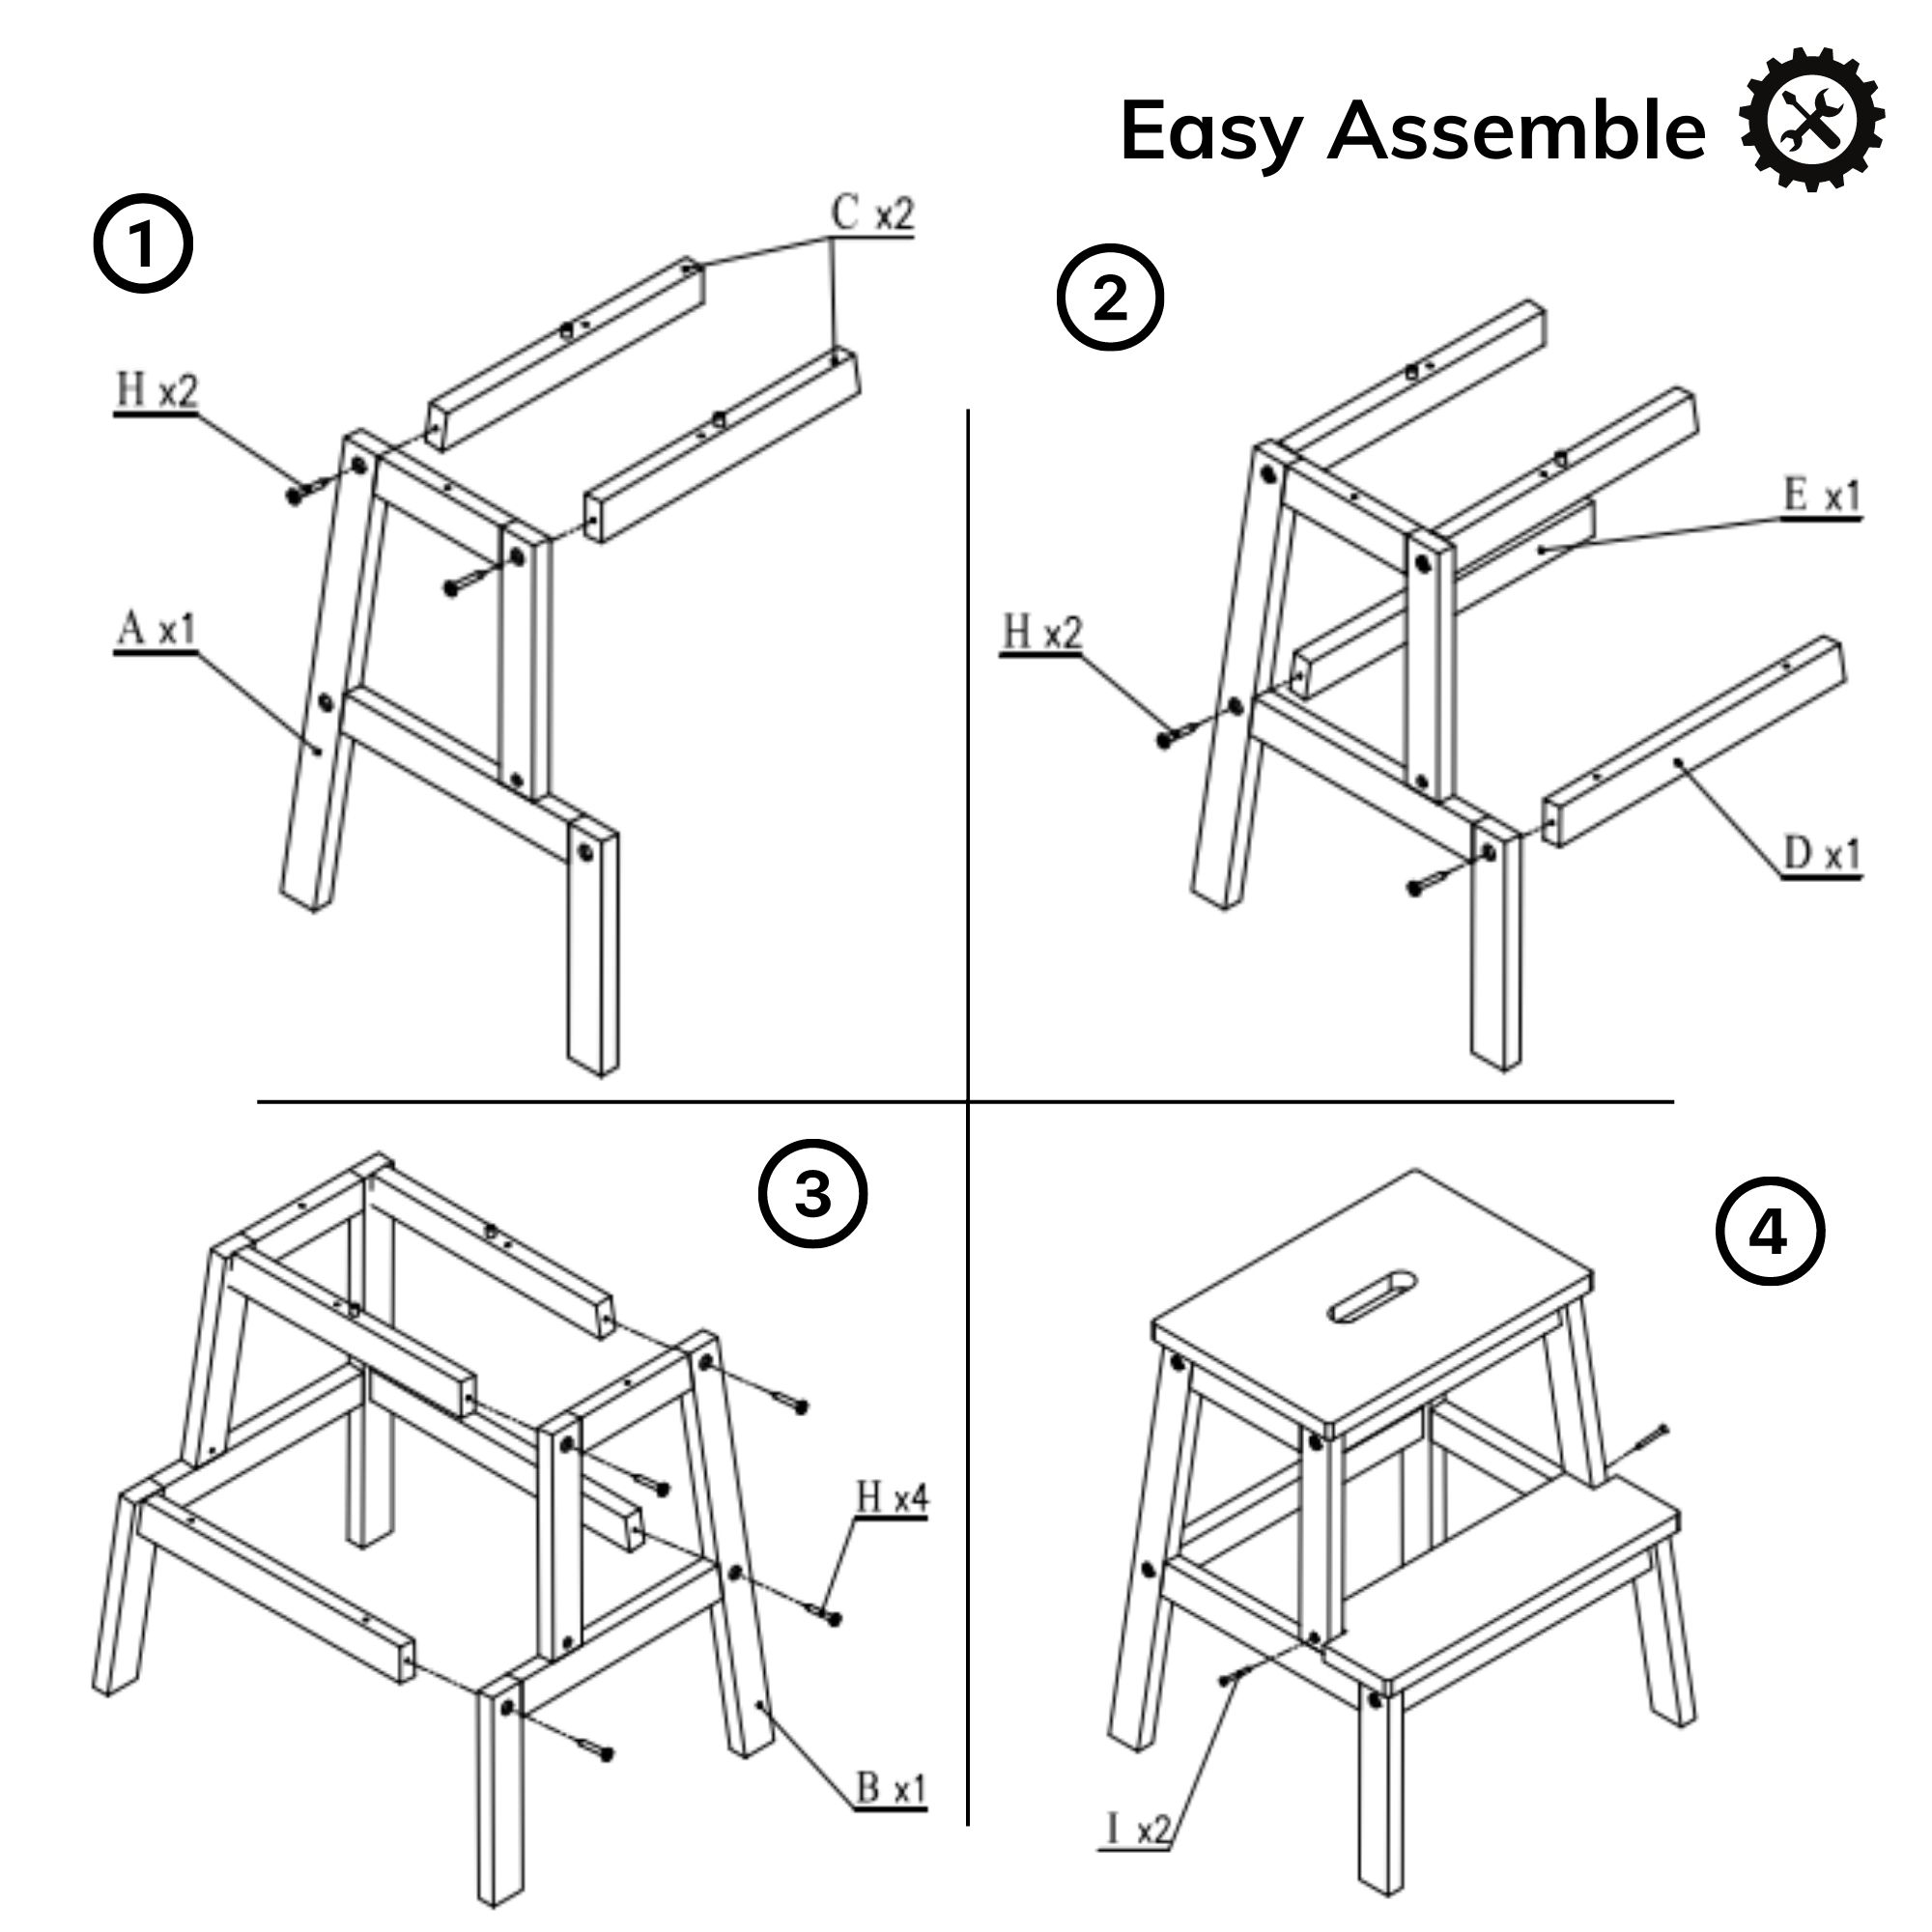 Easy Assemble
1
C x2
H x2
A x1
2
E x1
H x2
D x1
3
H x4
B x1
4
I x2